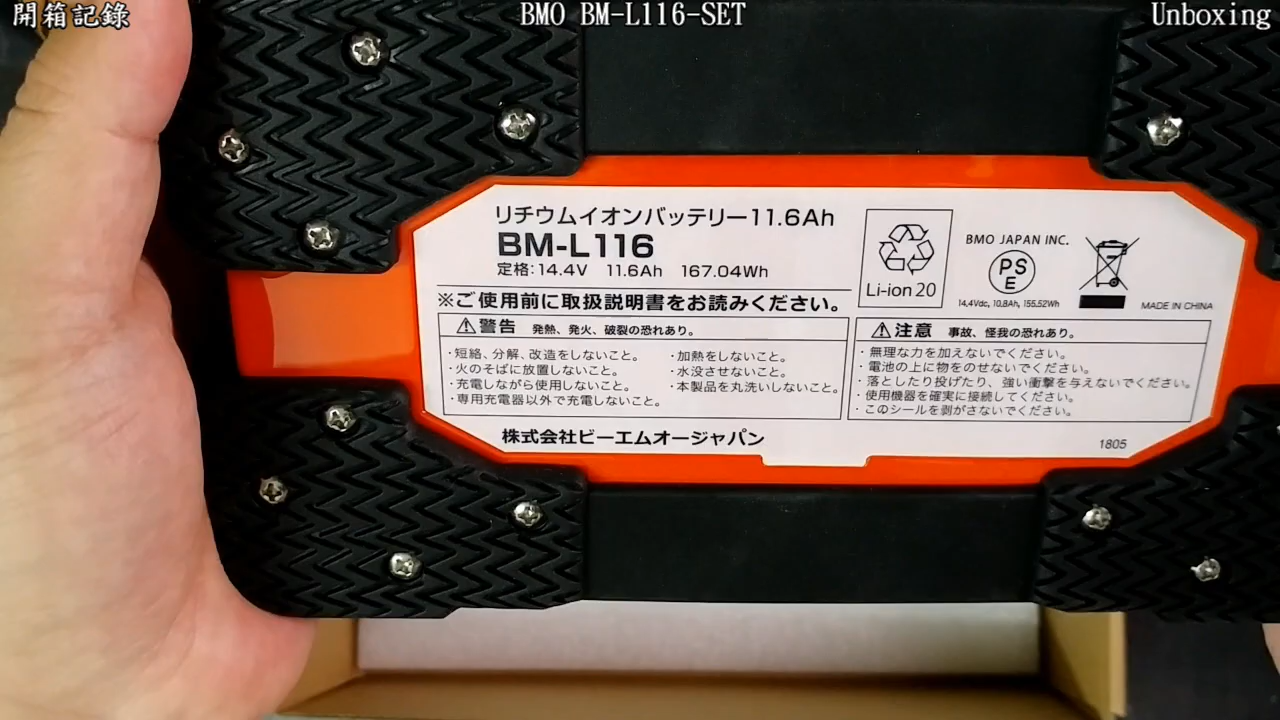 開箱記錄
BMO BM-L116-SET
Unboxing
リチウムイオンバッテリー11.6Ah
BM-L116
定格:14.4V 11.6Ah 167.04Wh
Li-ion 20
BMO JAPAN INC.
PS
E
14.4Vdc, 10.8Ah, 155.52Wh
MADE IN CHINA
※ご使用前に取扱説明書をお読みください。
⚠警告 発熱、発火、破裂の恐れあり。
・短絡、分解、改造をしないこと。
・火のそばに放置しないこと。
・充電しながら使用しないこと。
・専用充電器以外で充電しないこと。
・加熱をしないこと。
・水没させないこと。
・本製品を丸洗いしないこと。
⚠注意 事故、怪我の恐れあり。
・無理な力を加えないでください。
・電池の上に物をのせないでください。
・落としたり投げたり、強い衝撃を与えないでください。
・使用機器を確実に接続してください。
・このシールを剥がさないでください。
株式会社ビーエムオージャパン
1805